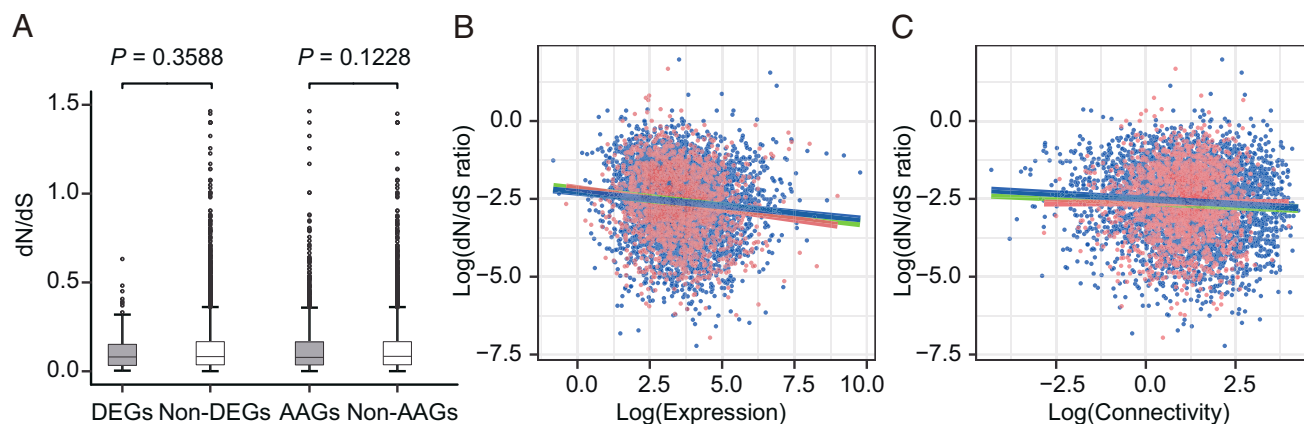 A
P = 0.3588
P = 0.1228
dN/dS
1.5
1.0
0.5
0.0
DEGs Non-DEGs AAGs Non-AAGs
B
Log(dN/dS ratio)
0.0
−2.5
−5.0
−7.5
0.0 2.5 5.0 7.5 10.0
Log(Expression)
C
Log(dN/dS ratio)
0.0
−2.5
−5.0
−7.5
−2.5 0.0 2.5
Log(Connectivity)